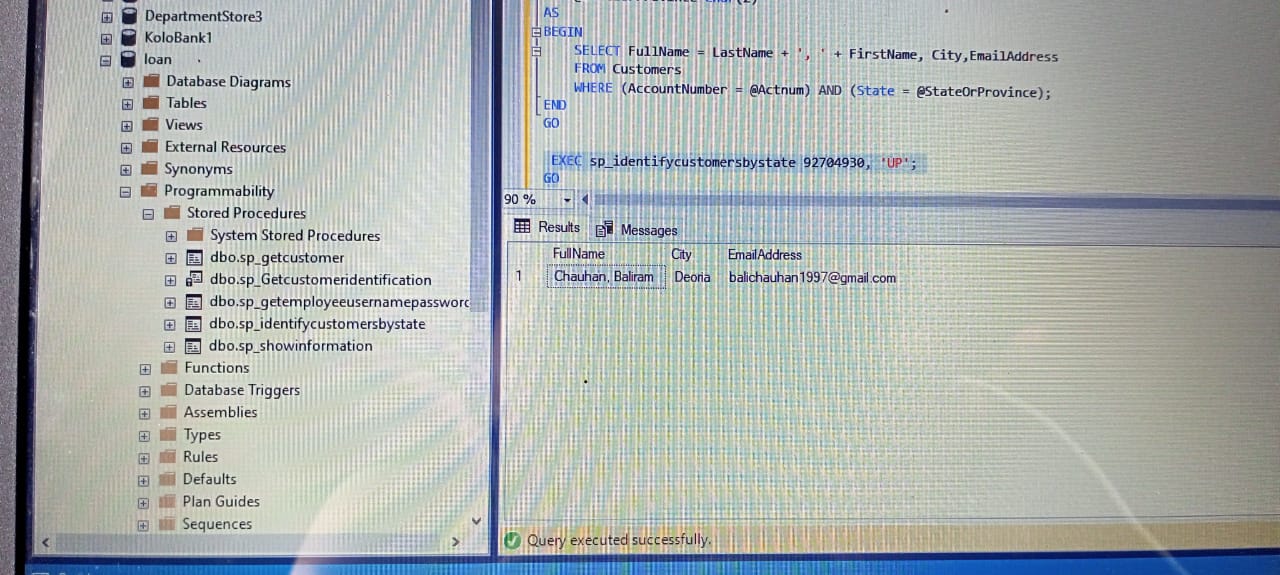 DepartmentStore3
KoloBank1
loan
Database Diagrams
Tables
Views
External Resources
Synonyms
Programmability
Stored Procedures
System Stored Procedures
dbo.sp_getcustomer
dbo.sp_Getcustomeridentification
dbo.sp_getemployeeusernamepassword
dbo.sp_identifycustomersbystate
dbo.sp_showinformation
Functions
Database Triggers
Assemblies
Types
Rules
Defaults
Plan Guides
Sequences
AS
BEGIN
SELECT FullName = LastName + ', ' + FirstName, City,EmailAddress
FROM Customers
WHERE (AccountNumber = @Actnum) AND (State = @StateOrProvince);
END
GO
EXEC sp_identifycustomersbystate 92704930, 'UP';
GO
90 %
Results Messages
FullName City EmailAddress
1 Chauhan, Baliram Deoria balichauhan1997@gmail.com
Query executed successfully.